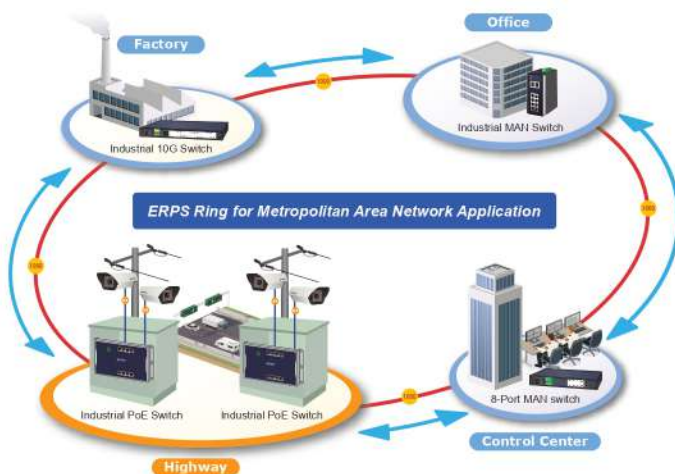 Factory
Office
Industrial 10G Switch
Industrial MAN Switch
ERPS Ring for Metropolitan Area Network Application
Industrial PoE Switch
Industrial PoE Switch
8-Port MAN switch
Highway
Control Center